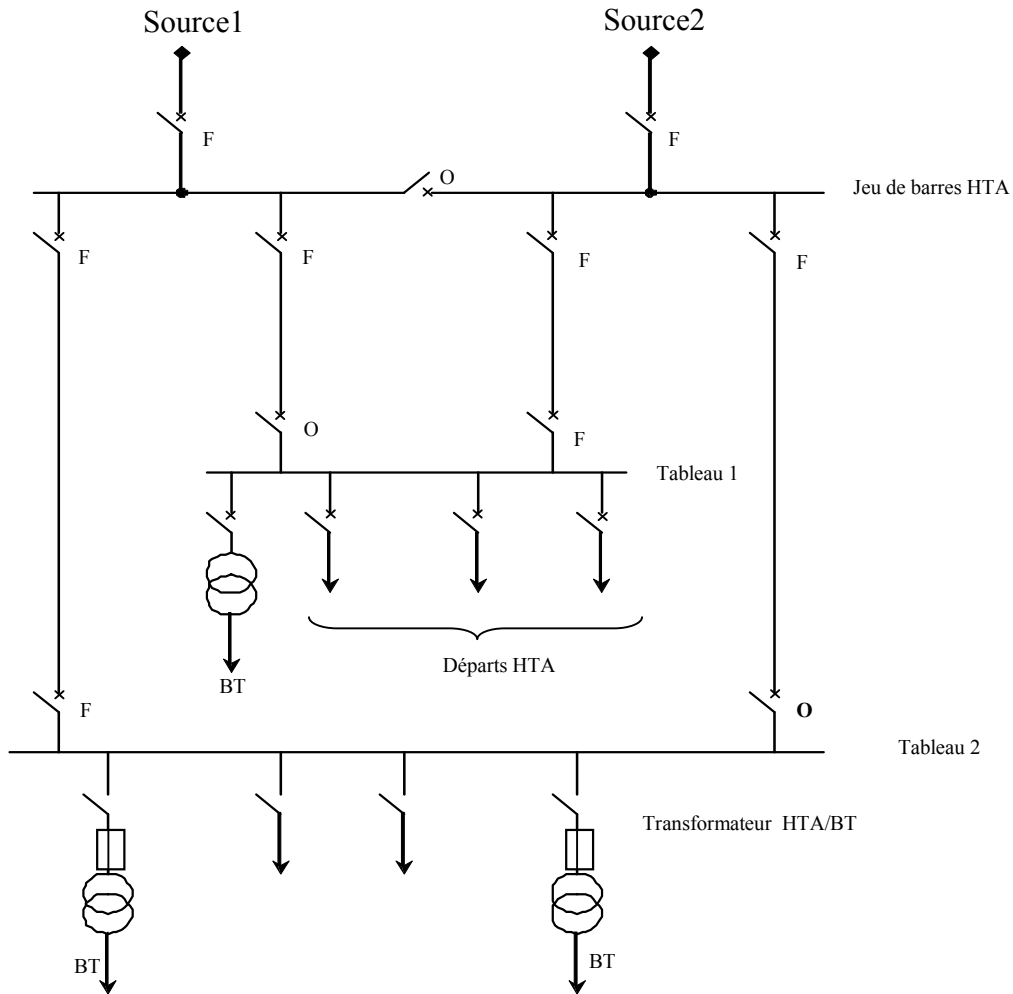 Source1
Source2
F
F
O
Jeu de barres HTA
F
F
F
F
O
F
Tableau 1
Départs HTA
BT
F
O
Tableau 2
Transformateur HTA/BT
BT
BT